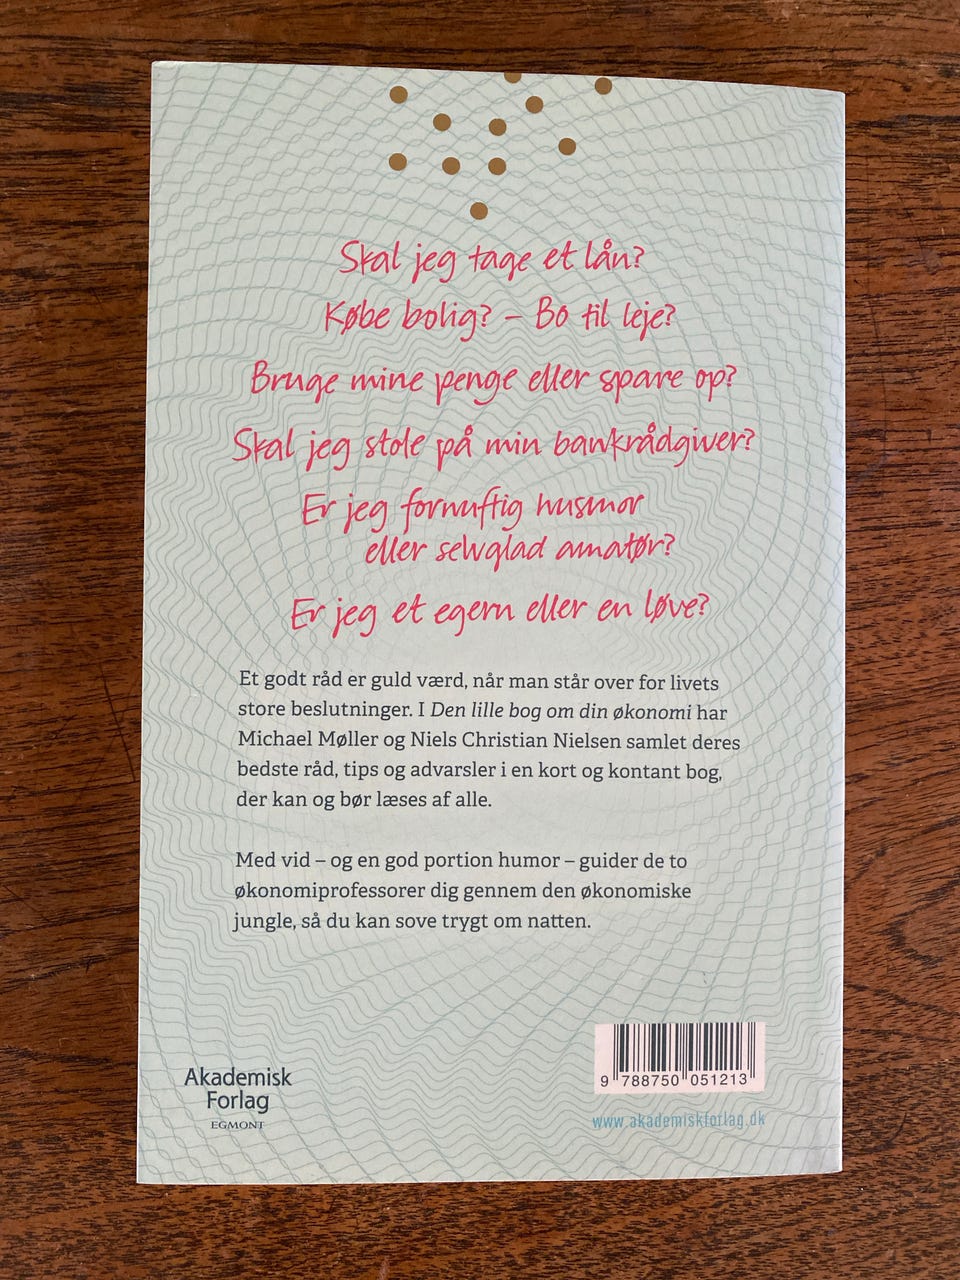 Skal jeg tage et lån?
Købe bolig? – Bo til leje?
Bruge mine penge eller spare op?
Skal jeg stole på min bankrådgiver?
Er jeg fornuftig husmor
eller selvglad amatør?
Er jeg et egern eller en løve?
Et godt råd er guld værd, når man står over for livets
store beslutninger. I Den lille bog om din økonomi har
Michael Møller og Niels Christian Nielsen samlet deres
bedste råd, tips og advarsler i en kort og kontant bog,
der kan og bør læses af alle.
Med vid – og en god portion humor – guider de to
økonomiprofessorer dig gennem den økonomiske
jungle, så du kan sove trygt om natten.
Akademisk
Forlag
EGMONT
9 788750 051213
www.akademiskforlag.dk